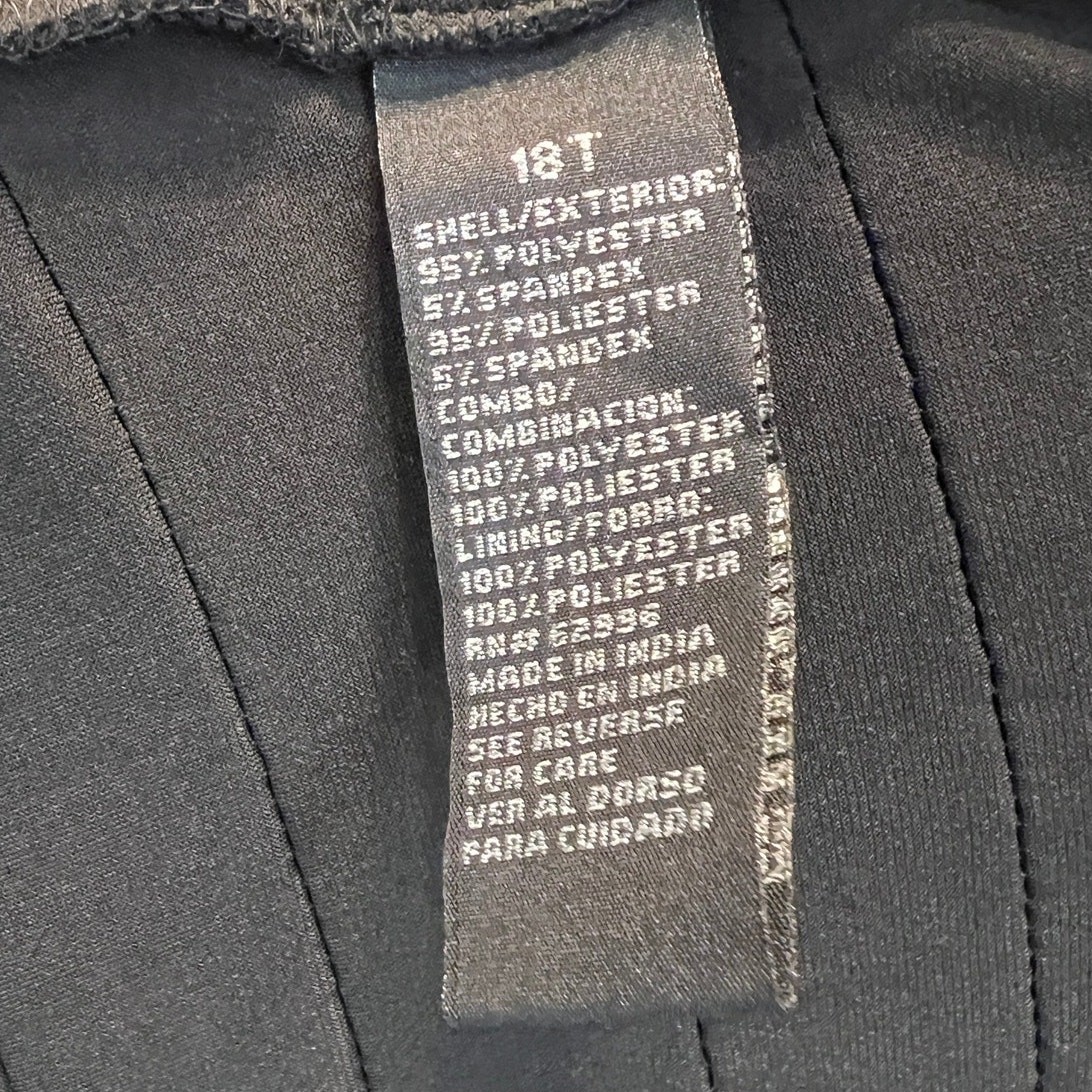 18T
SHELL/EXTERIOR:
95% POLYESTER
5% SPANDEX
95% POLIESTER
5% SPANDEX
COMBO/
COMBINACION:
100% POLYESTER
100% POLIESTER
LINING/FORRO:
100% POLYESTER
100% POLIESTER
RN# 62996
MADE IN INDIA
HECHO EN INDIA
SEE REVERSE
FOR CARE
VER AL DORSO
PARA CUIDADO